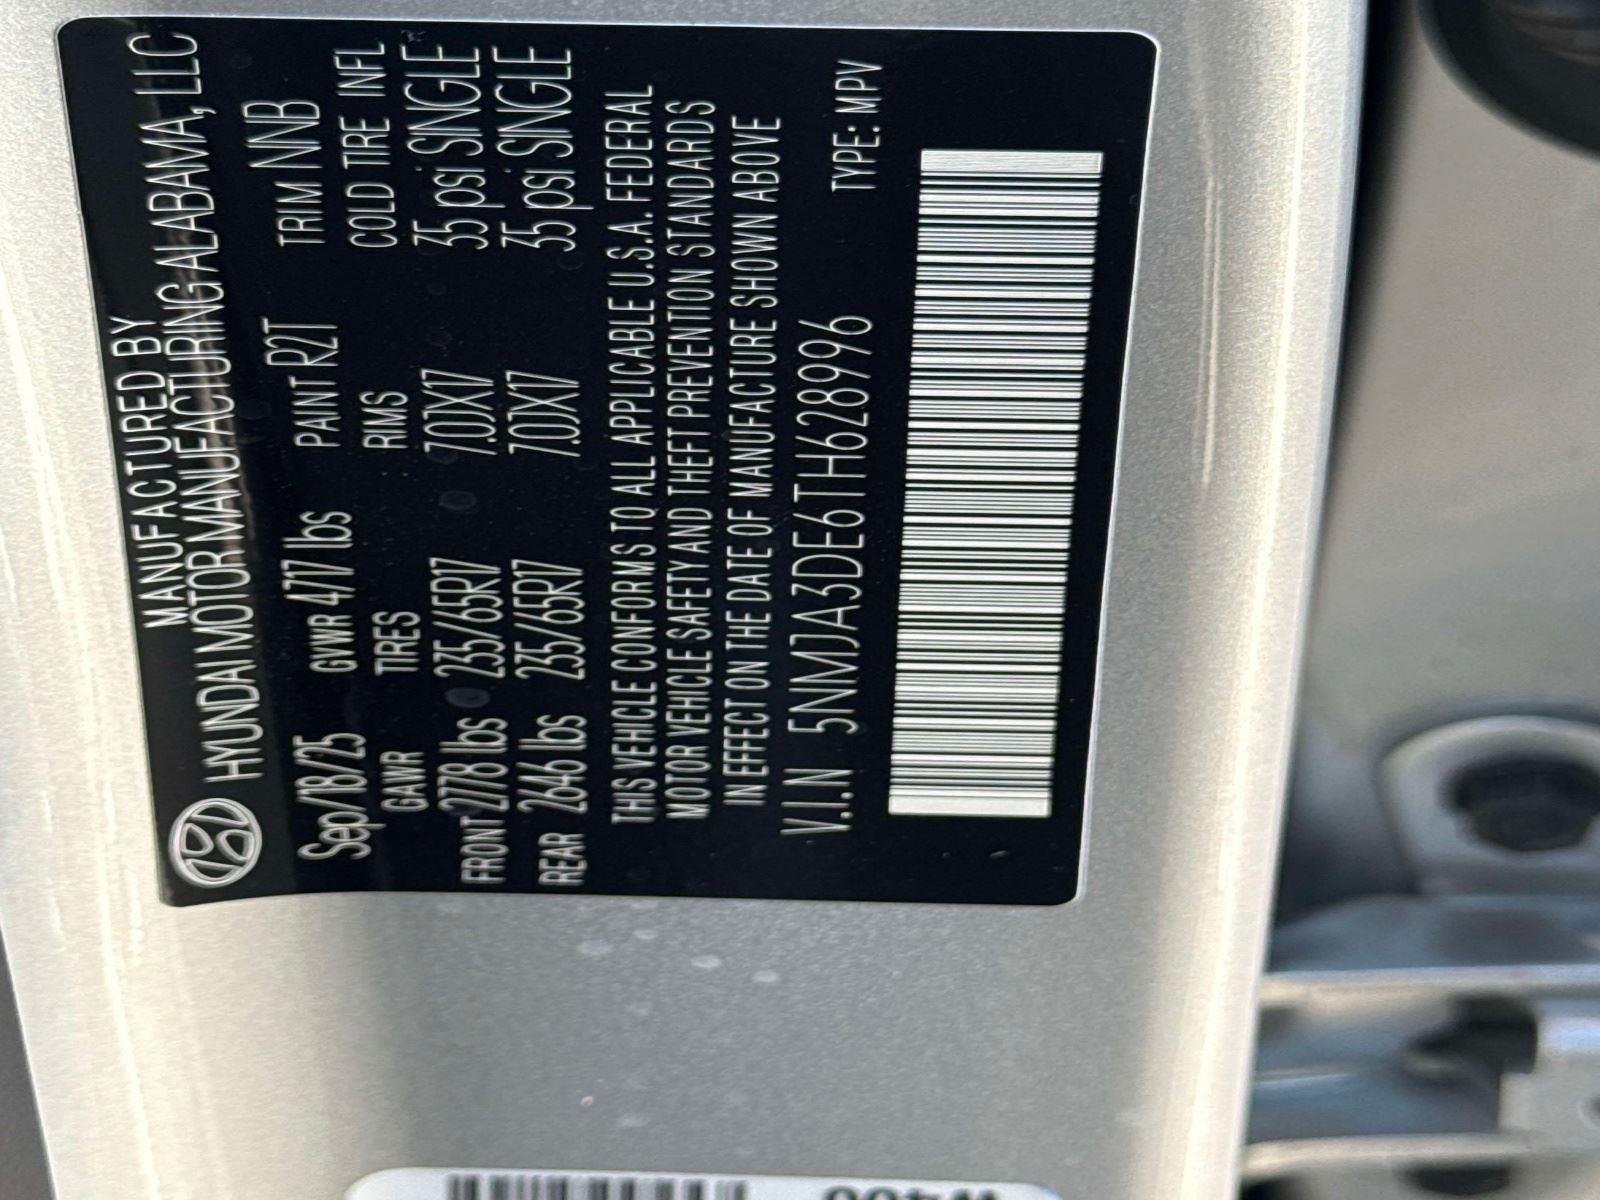 MANUFACTURED BY
HYUNDAI MOTOR MANUFACTURING ALABAMA, LLC
Sep/18/25 GVWR 4717 lbs PAINT R2T TRIM NNB
GAWR TIRES RIMS COLD TIRE INFL
FRONT 2778 lbs 235/65R17 7.0JX17 35 psi SINGLE
REAR 2646 lbs 235/65R17 7.0JX17 35 psi SINGLE
THIS VEHICLE CONFORMS TO ALL APPLICABLE U.S.A. FEDERAL
MOTOR VEHICLE SAFETY AND THEFT PREVENTION STANDARDS
IN EFFECT ON THE DATE OF MANUFACTURE SHOWN ABOVE
V.I.N 5NMJA3DE6TH628996 TYPE: MPV